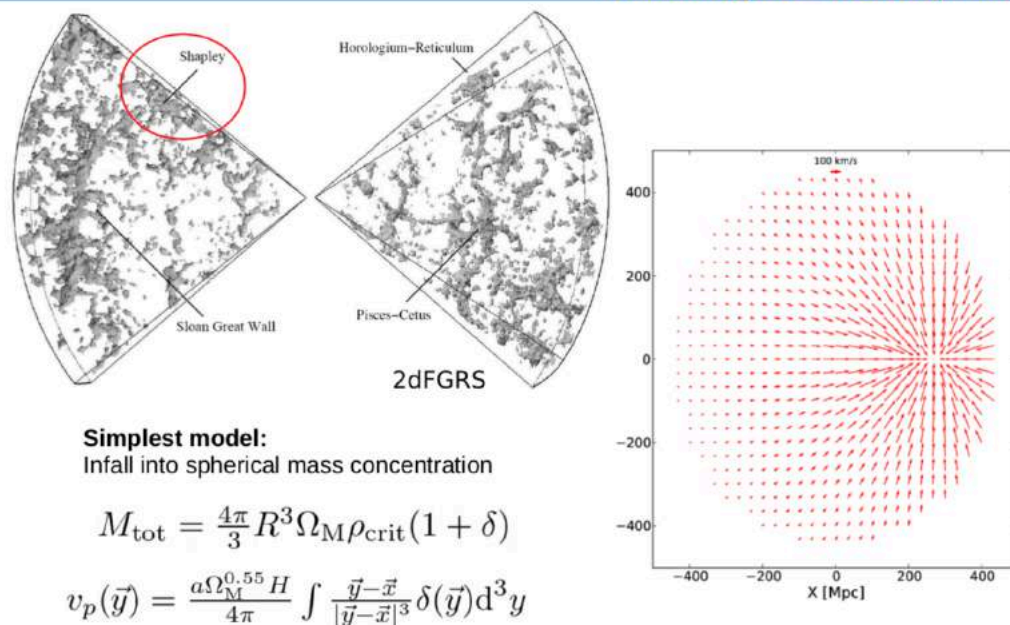 Shapley
Horologium−Reticulum
Sloan Great Wall
Pisces−Cetus
2dFGRS
Simplest model:
Infall into spherical mass concentration
$M_{\rm tot} = \frac{4\pi}{3} R^3 \Omega_{\rm M} \rho_{\rm crit} (1 + \delta)$
$v_p(\vec{y}) = \frac{a \Omega_{\rm M}^{0.55} H}{4\pi} \int \frac{\vec{y} - \vec{x}}{|\vec{y} - \vec{x}|^3} \delta(\vec{y}) {\rm d}^3 y$
100 km/s
400
200
0
−200
−400
−400 −200 0 200 400
X [Mpc]